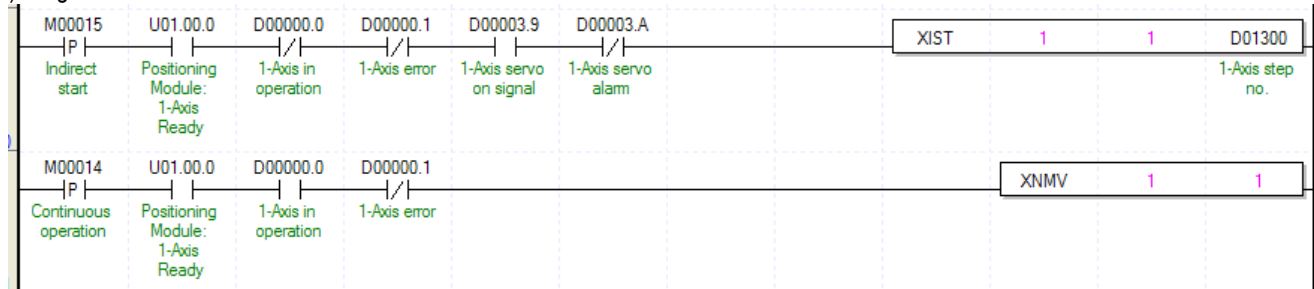 M00015 U01.00.0 D00000.0 D00000.1 D00003.9 D00003.A
P XIST 1 1 D01300
Indirect Positioning 1-Axis in 1-Axis error 1-Axis servo 1-Axis servo 1-Axis step
start Module: operation on signal alarm no.
1-Axis
Ready
M00014 U01.00.0 D00000.0 D00000.1
P XNMV 1 1
Continuous Positioning 1-Axis in 1-Axis error
operation Module: operation
1-Axis
Ready